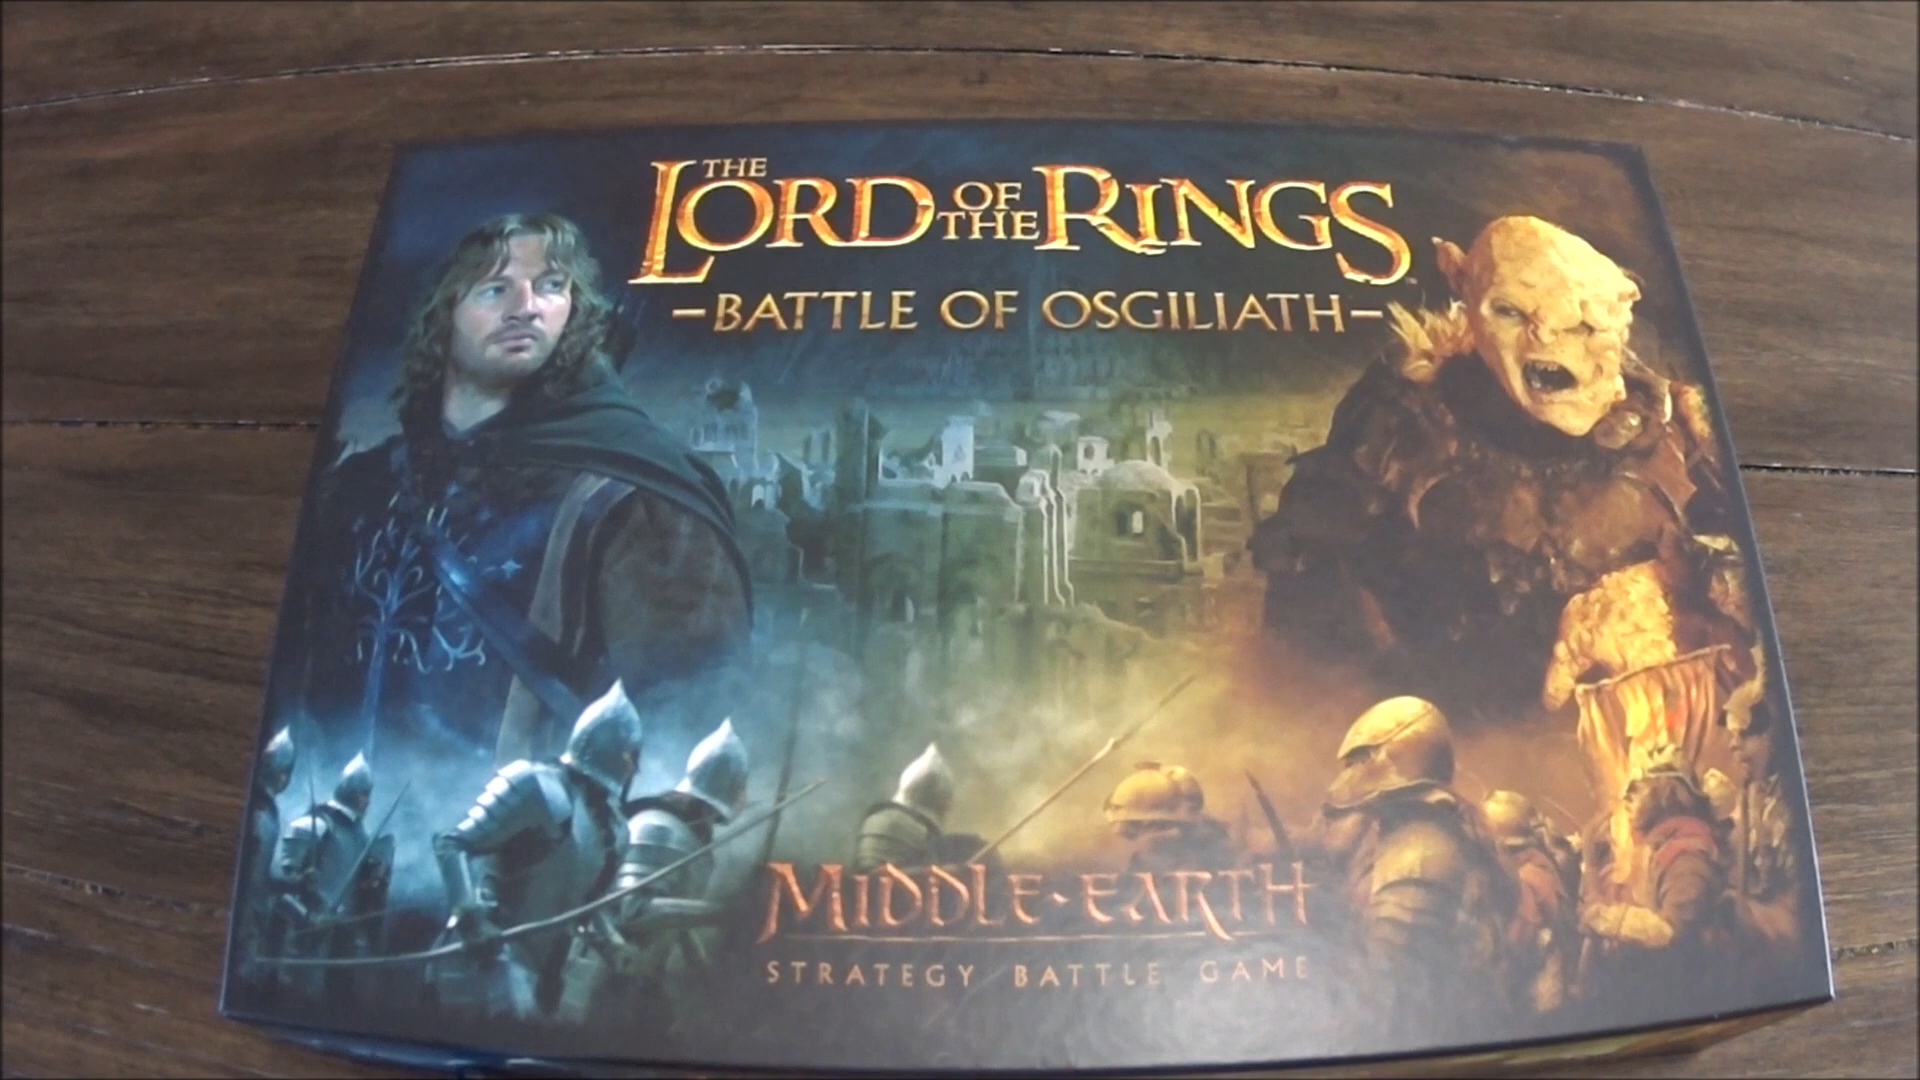 THE LORD OF THE RINGS
-BATTLE OF OSGILIATH-
MIDDLE-EARTH
STRATEGY BATTLE GAME